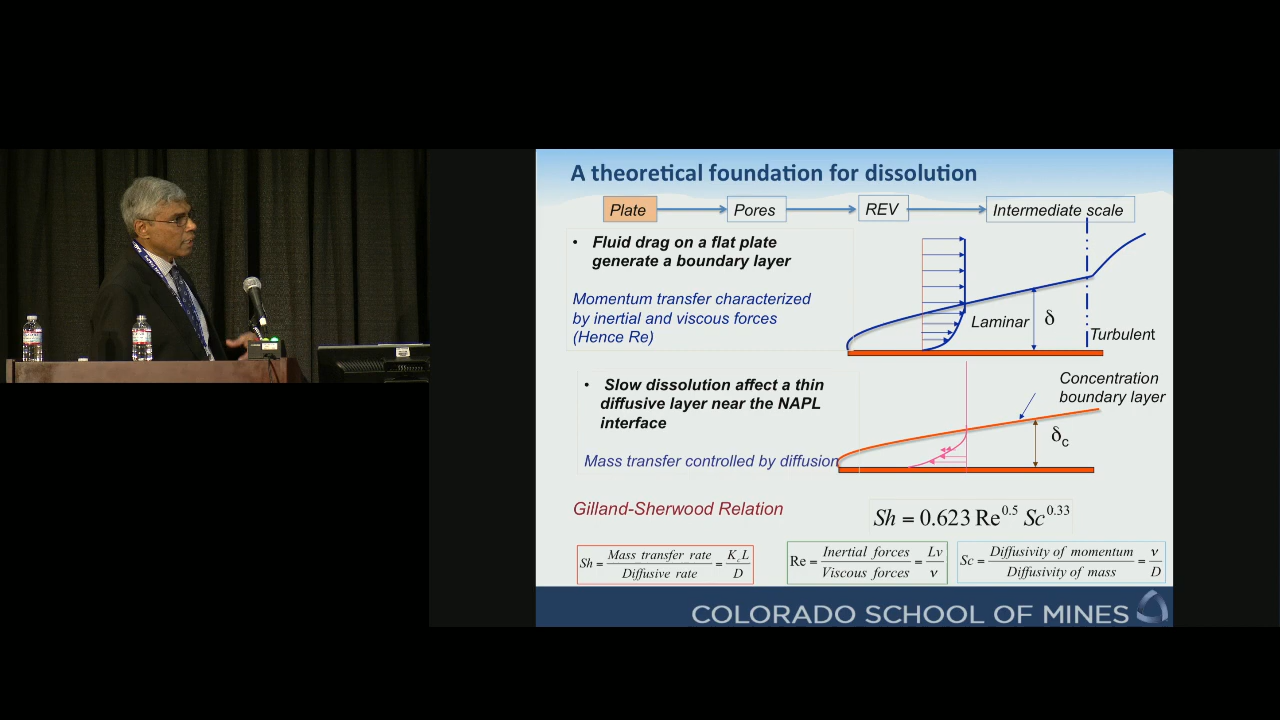 A theoretical foundation for dissolution
Plate
Pores
REV
Intermediate scale
• Fluid drag on a flat plate
generate a boundary layer
Momentum transfer characterized
by inertial and viscous forces
(Hence Re)
Laminar
δ
Turbulent
• Slow dissolution affect a thin
diffusive layer near the NAPL
interface
Mass transfer controlled by diffusion
Concentration
boundary layer
δc
Gilland-Sherwood Relation
Sh = 0.623 Re^0.5 Sc^0.33
Sh = Mass transfer rate / Diffusive rate = K_c L / D
Re = Inertial forces / Viscous forces = Lv / ν
Sc = Diffusivity of momentum / Diffusivity of mass = ν / D
COLORADO SCHOOL OF MINES